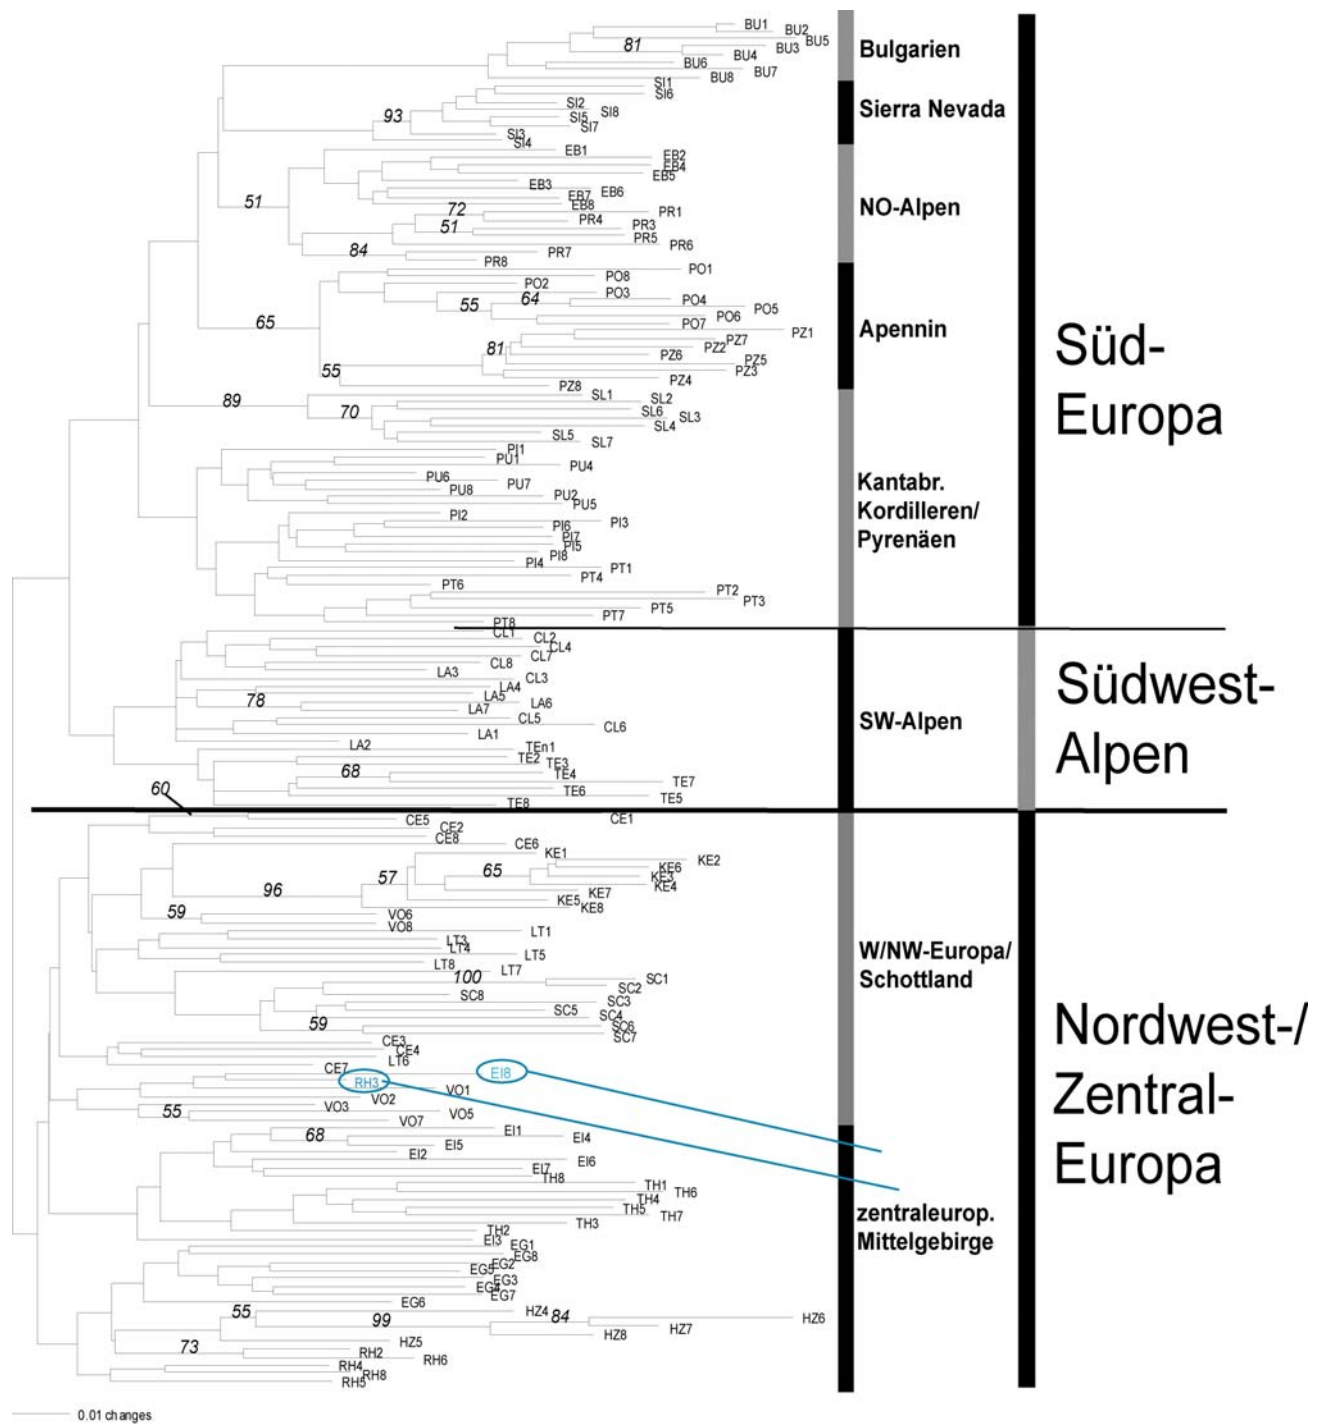 BU1
BU2
BU5
81
BU3
BU4
BU6
BU7
BU8
Bulgarien
SI1
SI6
SI2
SI8
93
SI5
SI7
SI3
SI4
Sierra Nevada
EB1
EB2
EB4
EB5
EB3
EB6
EB7
EB8
51
72
PR1
PR4
51
PR3
PR5
PR6
84
PR7
PR8
NO-Alpen
PO1
PO8
PO2
PO3
55
64
PO4
PO5
PO6
PO7
65
PZ1
PZ7
81
PZ2
PZ6
PZ5
PZ3
55
PZ4
PZ8
Apennin
Süd-
Europa
89
SL1
SL2
70
SL6
SL3
SL4
SL5
SL7
PI1
PU1
PU4
PU6
PU7
PU8
PU2
PU5
PI2
PI3
PI6
PI7
PI5
PI8
PI4
PT1
PT4
PT6
PT2
PT3
PT5
PT7
PT8
Kantabr.
Kordilleren/
Pyrenäen
CL1
CL2
CL4
CL7
CL8
LA3
CL3
LA4
78
LA5
LA6
LA7
CL5
CL6
LA1
LA2
TEn1
TE2
TE3
68
TE4
TE7
TE6
TE5
TE8
SW-Alpen
Südwest-
Alpen
60
CE5
CE1
CE2
CE8
CE6
KE1
KE2
57
65
KE6
KE3
KE4
96
KE7
KE5
KE8
59
VO6
VO8
LT1
LT3
LT4
LT5
LT8
LT7
100
SC1
SC2
SC8
SC3
SC5
SC4
59
SC6
SC7
CE3
CE4
LT6
CE7
EI8
RH3
VO1
VO2
VO3
55
VO5
VO7
W/NW-Europa/
Schottland
EI1
68
EI4
EI5
EI2
EI6
EI7
TH8
TH1
TH6
TH4
TH5
TH7
TH3
TH2
EI3
EG1
EG8
EG2
EG5
EG3
EG4
EG7
EG6
55
HZ4
84
HZ6
99
HZ7
HZ8
HZ5
73
RH2
RH6
RH4
RH8
RH5
zentraleurop.
Mittelgebirge
Nordwest-/
Zentral-
Europa
0.01 changes